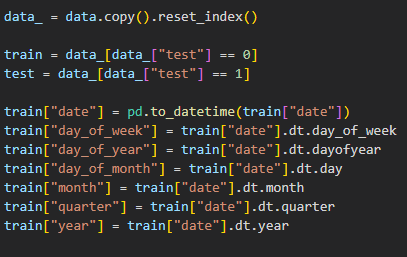 data_ = data.copy().reset_index()
train = data_[data_["test"] == 0]
test = data_[data_["test"] == 1]
train["date"] = pd.to_datetime(train["date"])
train["day_of_week"] = train["date"].dt.day_of_week
train["day_of_year"] = train["date"].dt.dayofyear
train["day_of_month"] = train["date"].dt.day
train["month"] = train["date"].dt.month
train["quarter"] = train["date"].dt.quarter
train["year"] = train["date"].dt.year